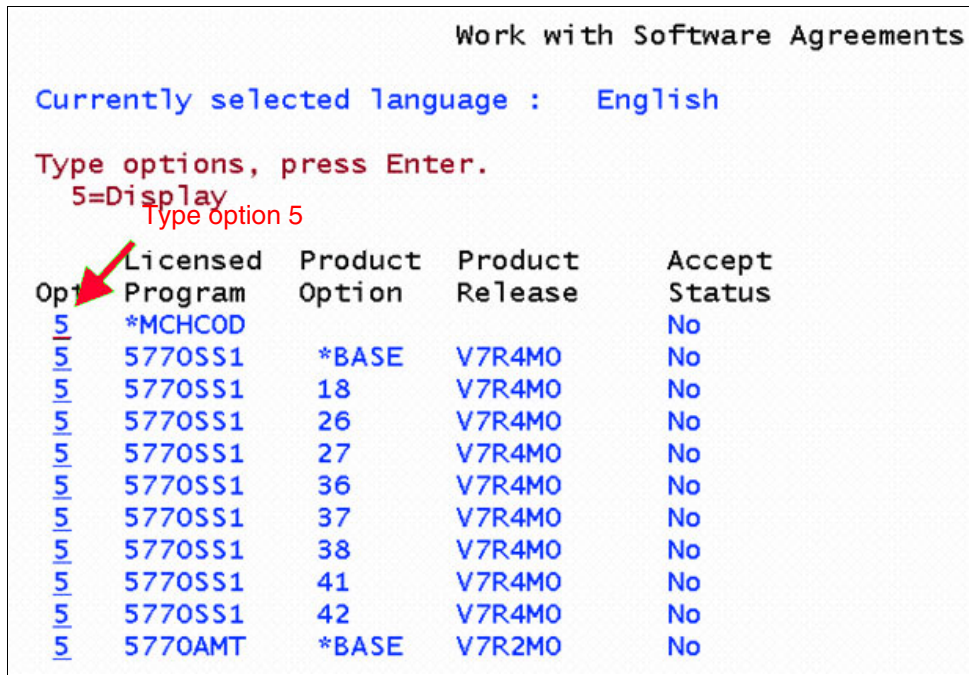 Work with Software Agreements
Currently selected language :   English
Type options, press Enter.
5=Display
Type option 5
Licensed Product Product Accept
Opt Program Option Release Status
5 *MCHCOD No
5 5770SS1 *BASE V7R4M0 No
5 5770SS1 18 V7R4M0 No
5 5770SS1 26 V7R4M0 No
5 5770SS1 27 V7R4M0 No
5 5770SS1 36 V7R4M0 No
5 5770SS1 37 V7R4M0 No
5 5770SS1 38 V7R4M0 No
5 5770SS1 41 V7R4M0 No
5 5770SS1 42 V7R4M0 No
5 5770AMT *BASE V7R2M0 No